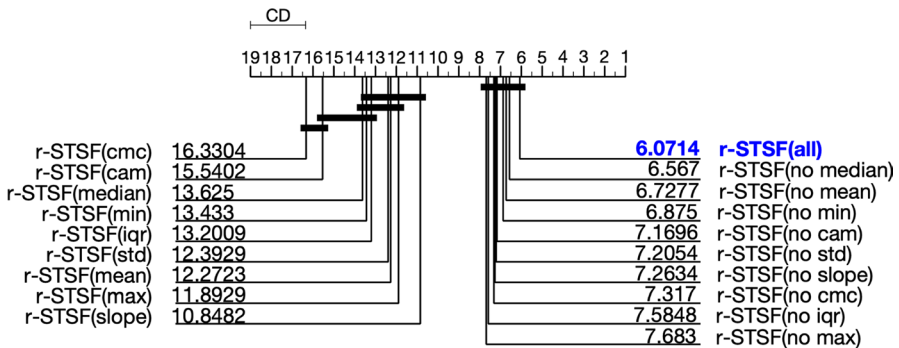 CD
19 18 17 16 15 14 13 12 11 10 9 8 7 6 5 4 3 2 1
r-STSF(cmc) 16.3304 6.0714 r-STSF(all)
r-STSF(cam) 15.5402 6.567 r-STSF(no median)
r-STSF(median) 13.625 6.7277 r-STSF(no mean)
r-STSF(min) 13.433 6.875 r-STSF(no min)
r-STSF(iqr) 13.2009 7.1696 r-STSF(no cam)
r-STSF(std) 12.3929 7.2054 r-STSF(no std)
r-STSF(mean) 12.2723 7.2634 r-STSF(no slope)
r-STSF(max) 11.8929 7.317 r-STSF(no cmc)
r-STSF(slope) 10.8482 7.5848 r-STSF(no iqr)
7.683 r-STSF(no max)